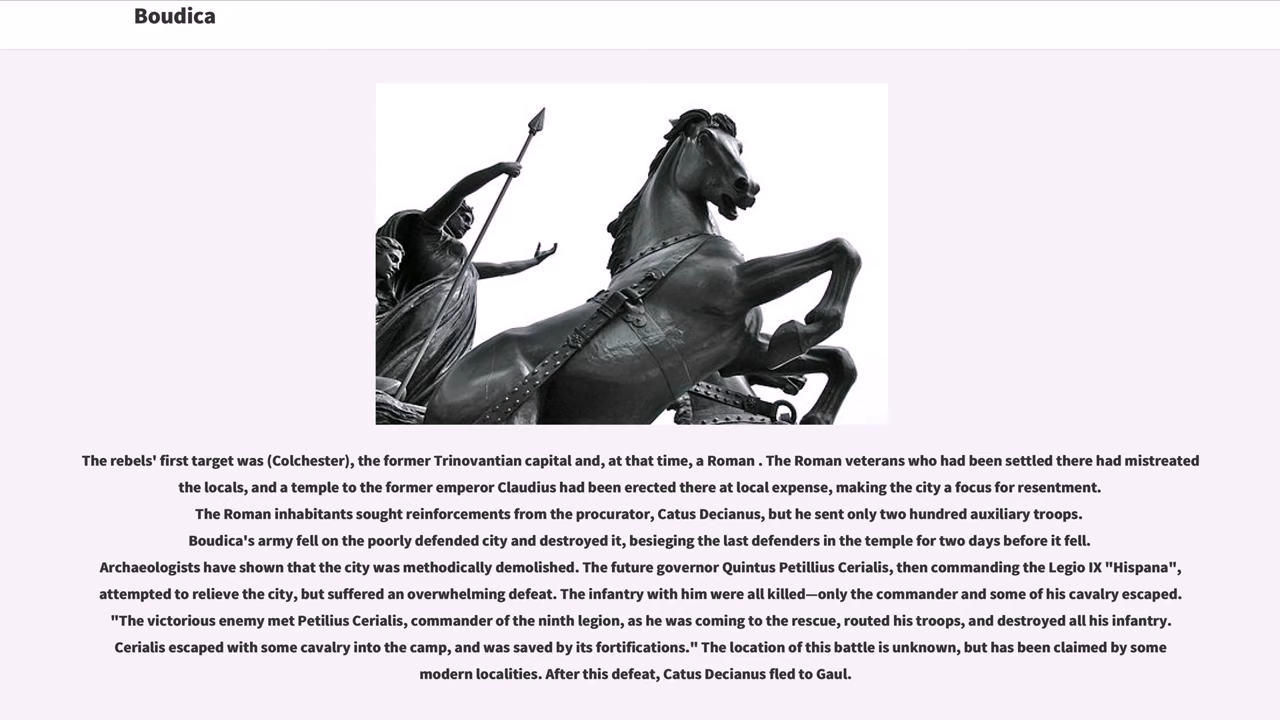 Boudica
The rebels' first target was (Colchester), the former Trinovantian capital and, at that time, a Roman . The Roman veterans who had been settled there had mistreated
the locals, and a temple to the former emperor Claudius had been erected there at local expense, making the city a focus for resentment.
The Roman inhabitants sought reinforcements from the procurator, Catus Decianus, but he sent only two hundred auxiliary troops.
Boudica's army fell on the poorly defended city and destroyed it, besieging the last defenders in the temple for two days before it fell.
Archaeologists have shown that the city was methodically demolished. The future governor Quintus Petillius Cerialis, then commanding the Legio IX "Hispana",
attempted to relieve the city, but suffered an overwhelming defeat. The infantry with him were all killed—only the commander and some of his cavalry escaped.
"The victorious enemy met Petilius Cerialis, commander of the ninth legion, as he was coming to the rescue, routed his troops, and destroyed all his infantry.
Cerialis escaped with some cavalry into the camp, and was saved by its fortifications." The location of this battle is unknown, but has been claimed by some
modern localities. After this defeat, Catus Decianus fled to Gaul.